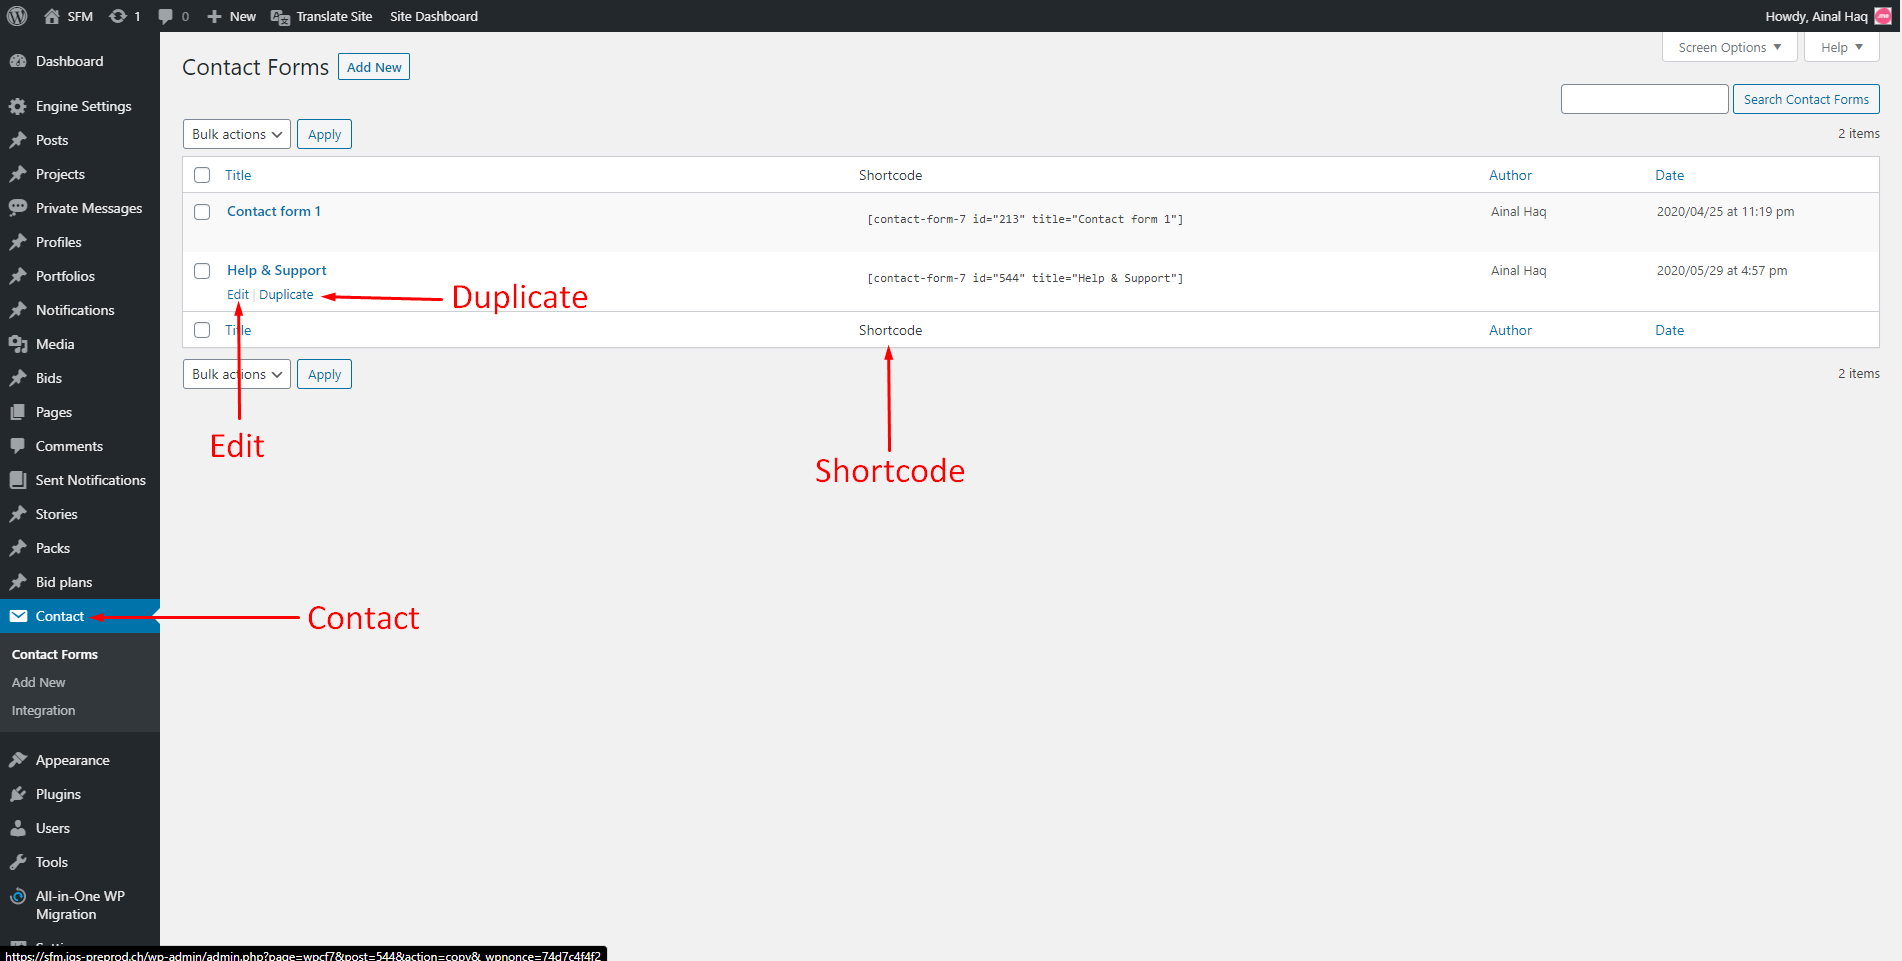 SFM 1 0 New Translate Site Site Dashboard Howdy, Ainal Haq
Screen Options Help
Dashboard
Engine Settings
Posts
Projects
Private Messages
Profiles
Portfolios
Notifications
Media
Bids
Pages
Comments
Sent Notifications
Stories
Packs
Bid plans
Contact
Contact Forms
Add New
Integration
Appearance
Plugins
Users
Tools
All-in-One WP
Migration
Contact Forms Add New
Search Contact Forms
Bulk actions Apply 2 items
Title Shortcode Author Date
Contact form 1 [contact-form-7 id="213" title="Contact form 1"] Ainal Haq 2020/04/25 at 11:19 pm
Help & Support [contact-form-7 id="544" title="Help & Support"] Ainal Haq 2020/05/29 at 4:57 pm
Edit | Duplicate
Duplicate
Title Shortcode Author Date
Bulk actions Apply 2 items
Edit
Shortcode
Contact
https://sfm.iqs-preprod.ch/wp-admin/admin.php?page=wpcf7&post=544&action=copy&_wpnonce=74d7c4f4f2